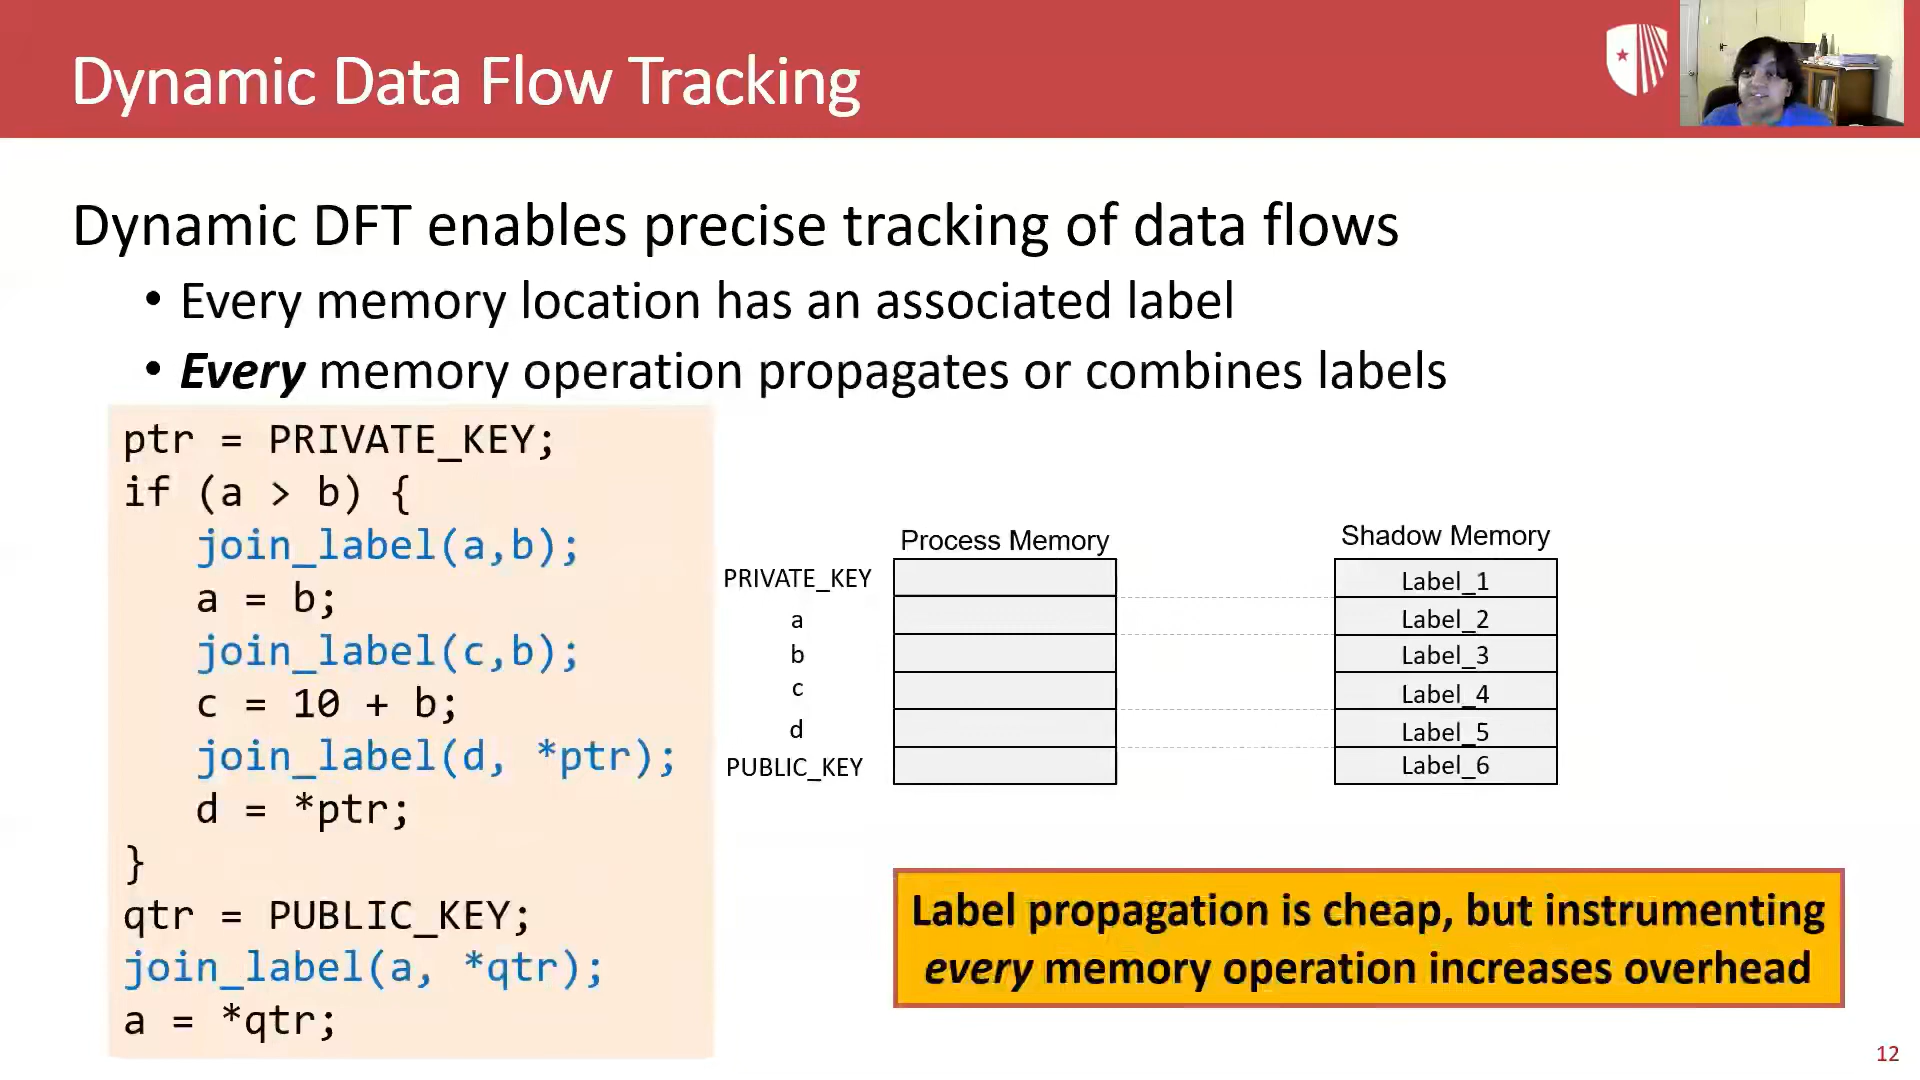 Dynamic Data Flow Tracking
Dynamic DFT enables precise tracking of data flows
• Every memory location has an associated label
• Every memory operation propagates or combines labels
ptr = PRIVATE_KEY;
if (a > b) {
join_label(a,b);
a = b;
join_label(c,b);
c = 10 + b;
join_label(d, *ptr);
d = *ptr;
}
qtr = PUBLIC_KEY;
join_label(a, *qtr);
a = *qtr;
Process Memory
Shadow Memory
PRIVATE_KEY
Label_1
a
Label_2
b
Label_3
c
Label_4
d
Label_5
PUBLIC_KEY
Label_6
Label propagation is cheap, but instrumenting
every memory operation increases overhead
12